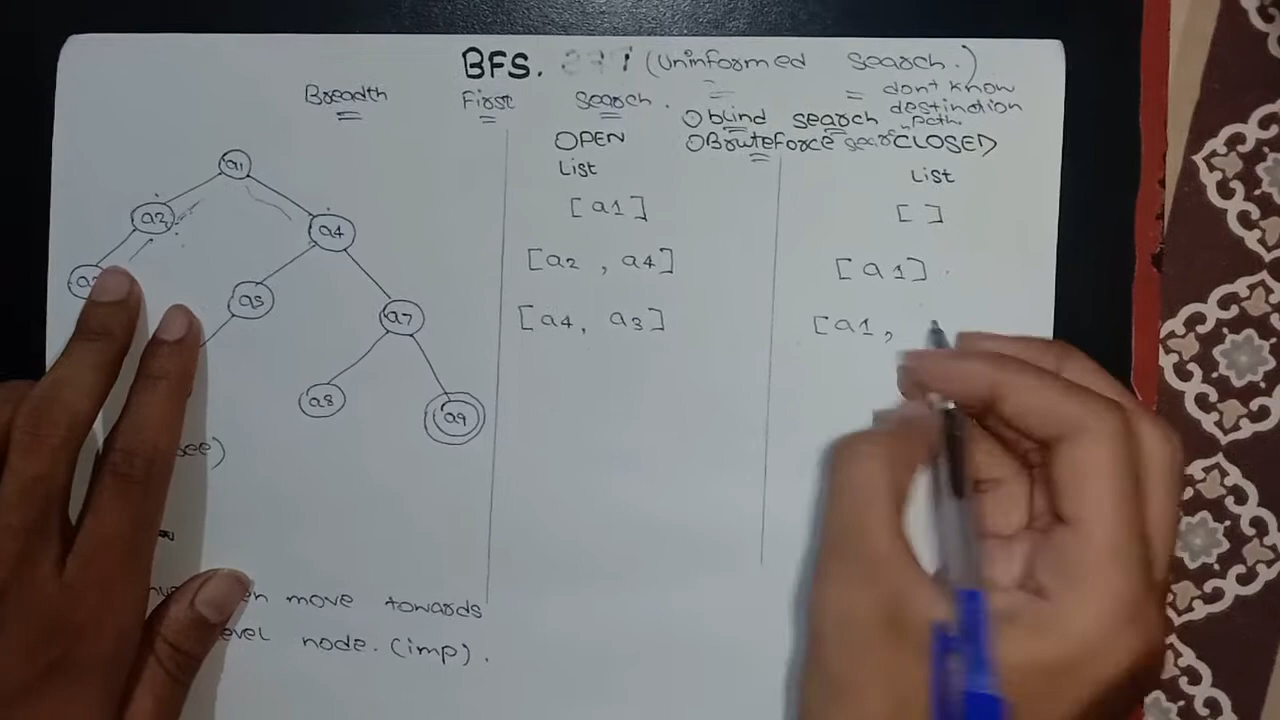 BFS. (Uninformed search.)
Breadth First search.
= don't know destination path.
blind search
Bruteforce search
OPEN List
CLOSED List
[a1]
[ ]
[a2, a4]
[a1]
[a4, a3]
[a1,
a1
a2
a4
a5
a7
a8
a9
move towards
node. (imp).